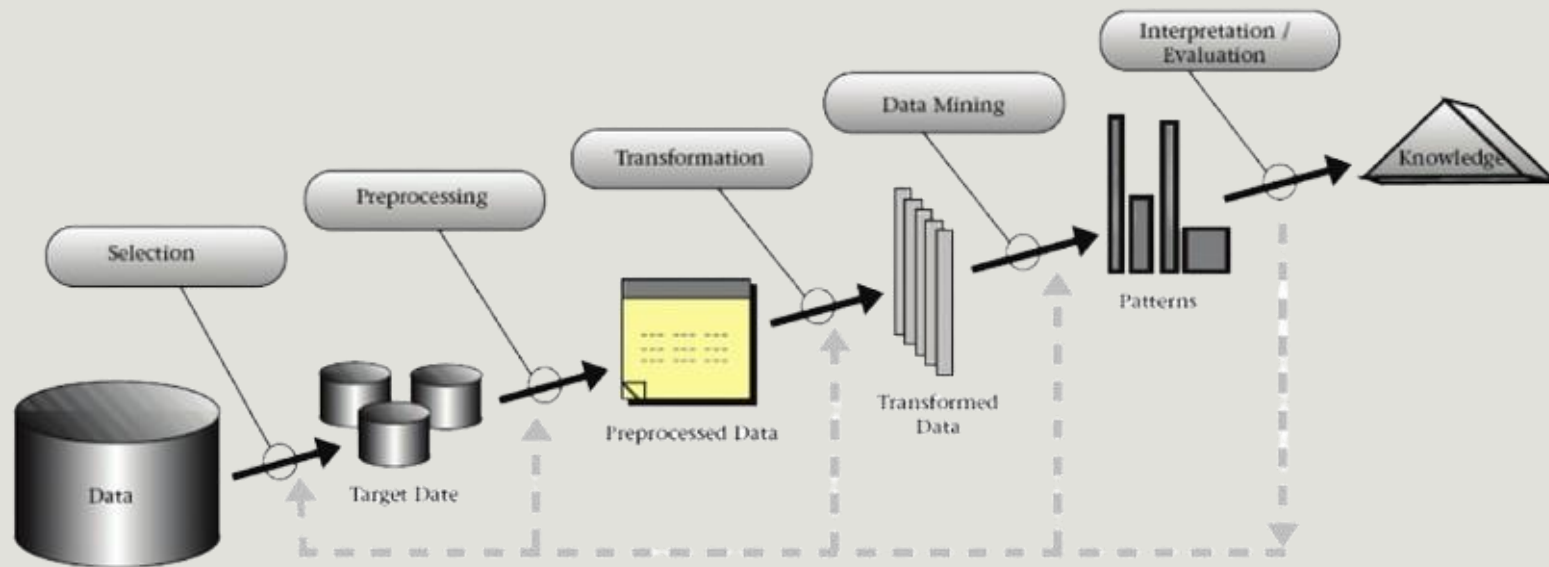 Interpretation /
Evaluation
Data Mining
Transformation
Preprocessing
Selection
Knowledge
Patterns
Transformed
Data
Preprocessed Data
Target Date
Data